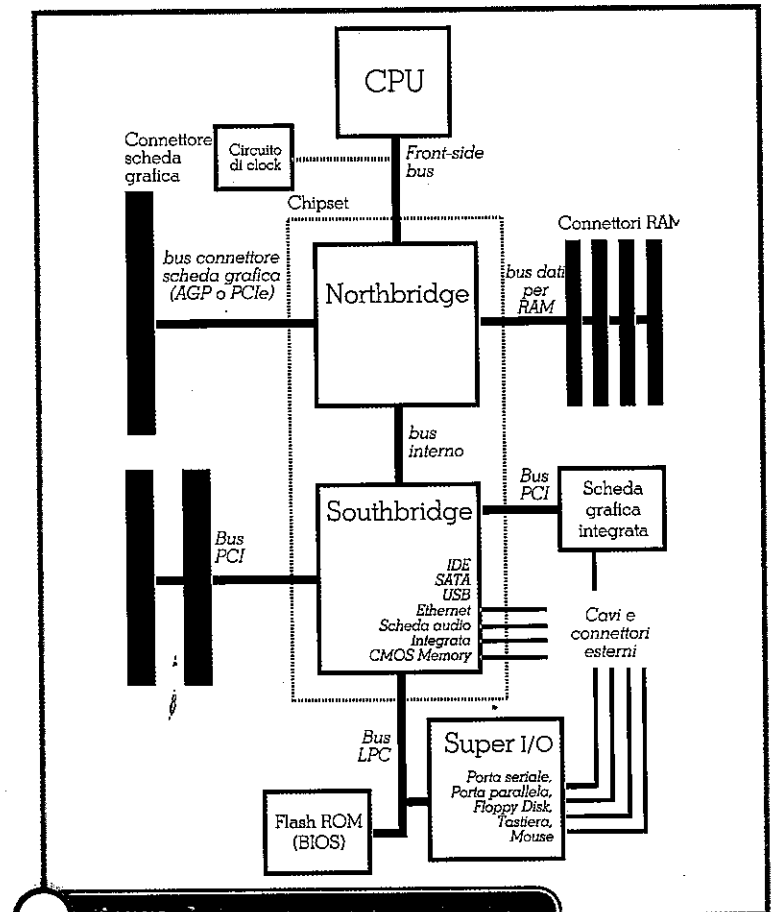 CPU
Connettore
scheda
grafica
Circuito
di clock
Front-side
bus
Chipset
Connettori RAM
bus connettore
scheda grafica
(AGP o PCIe)
Northbridge
bus dati
per
RAM
bus
interno
Bus
PCI
Southbridge
IDE
SATA
USB
Ethernet
Scheda audio
integrata
CMOS Memory
Bus
PCI
Scheda
grafica
integrata
Cavi e
connettori
esterni
Bus
LPC
Super I/O
Porta seriale,
Porta parallela,
Floppy Disk,
Tastiera,
Mouse
Flash ROM
(BIOS)